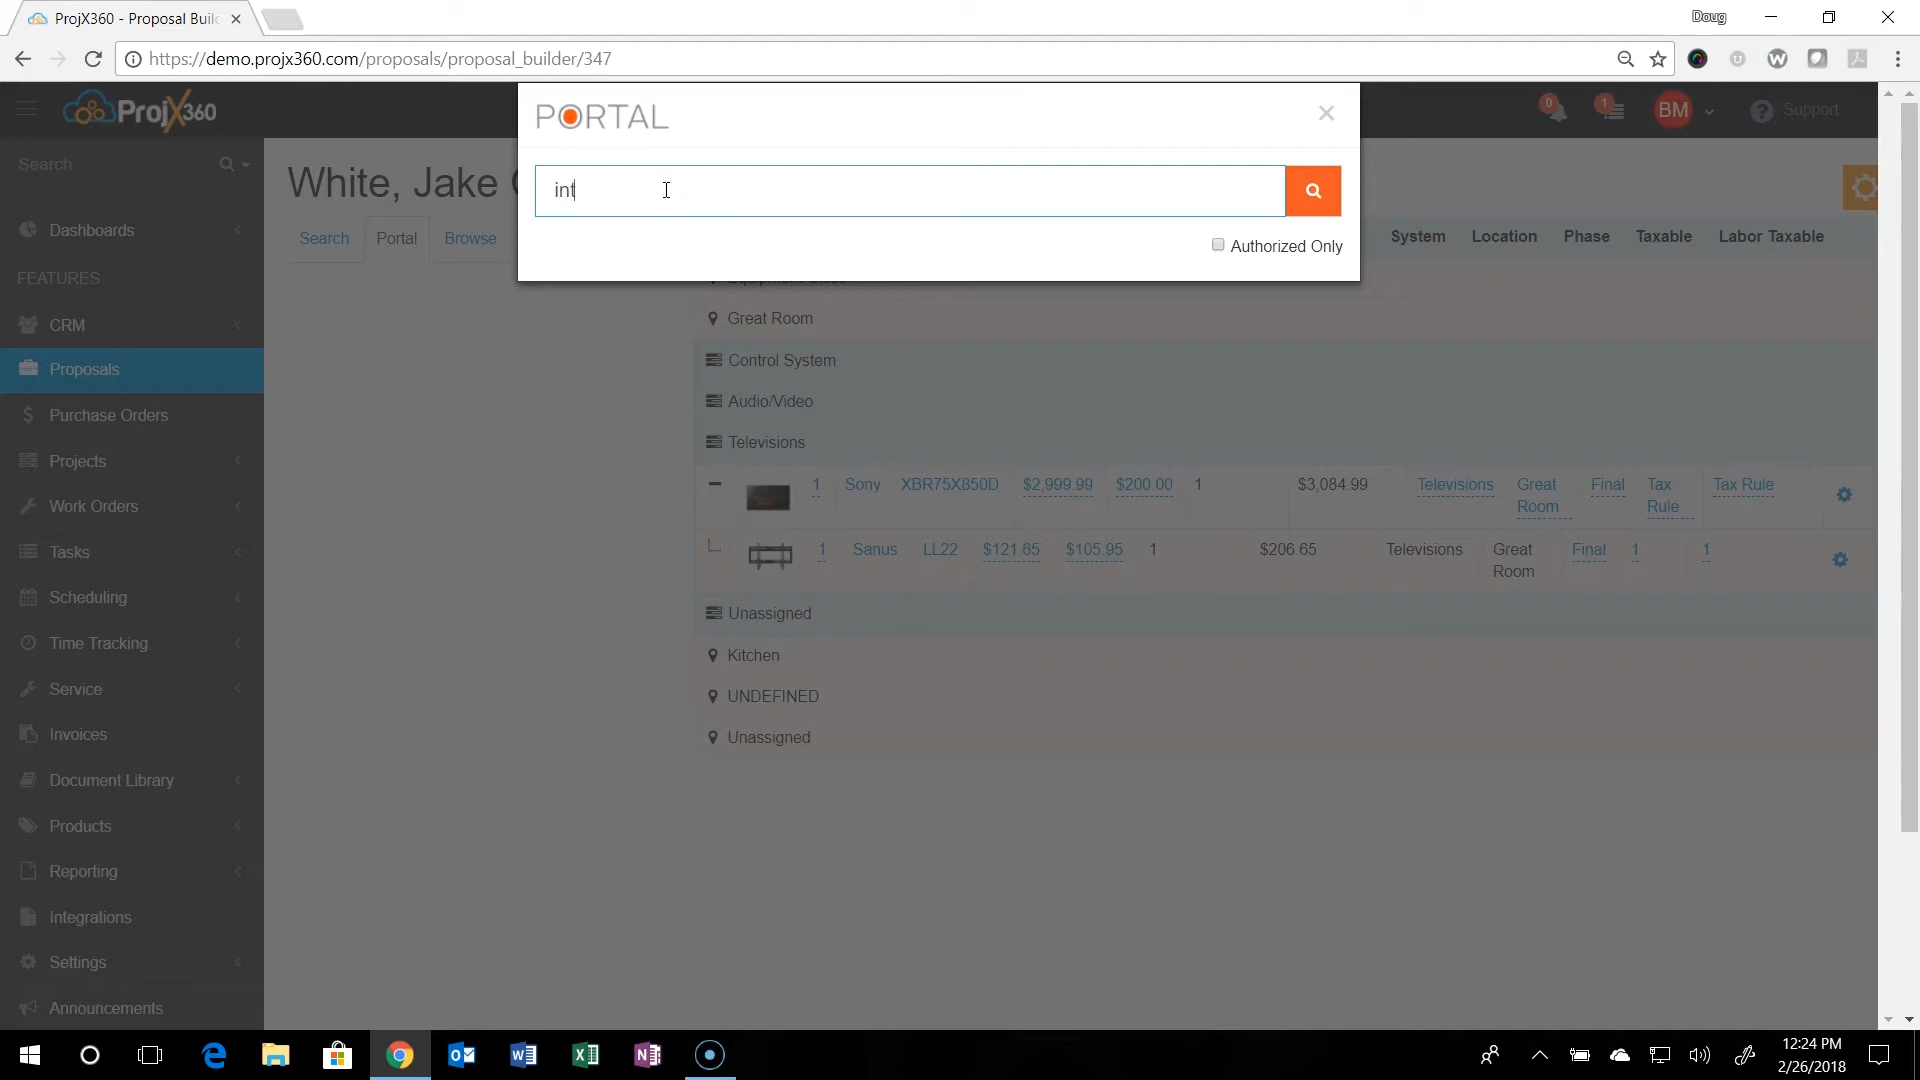 ProjX360 - Proposal Buil
Doug
https://demo.projx360.com/proposals/proposal_builder/347
ProjX360
PORTAL
0
1
BM
Support
Search
White, Jake
int
Search
Portal
Browse
Authorized Only
System
Location
Phase
Taxable
Labor Taxable
Dashboards
FEATURES
CRM
Proposals
Purchase Orders
Projects
Work Orders
Tasks
Scheduling
Time Tracking
Service
Invoices
Document Library
Products
Reporting
Integrations
Settings
Announcements
Great Room
Control System
Audio/Video
Televisions
1 Sony XBR75X850D $2,999.99 $200.00 1 $3,084.99 Televisions Great Room Final Tax Rule Tax Rule
1 Sanus LL22 $121.65 $105.95 1 $206.65 Televisions Great Room Final 1 1
Unassigned
Kitchen
UNDEFINED
Unassigned
12:24 PM
2/26/2018